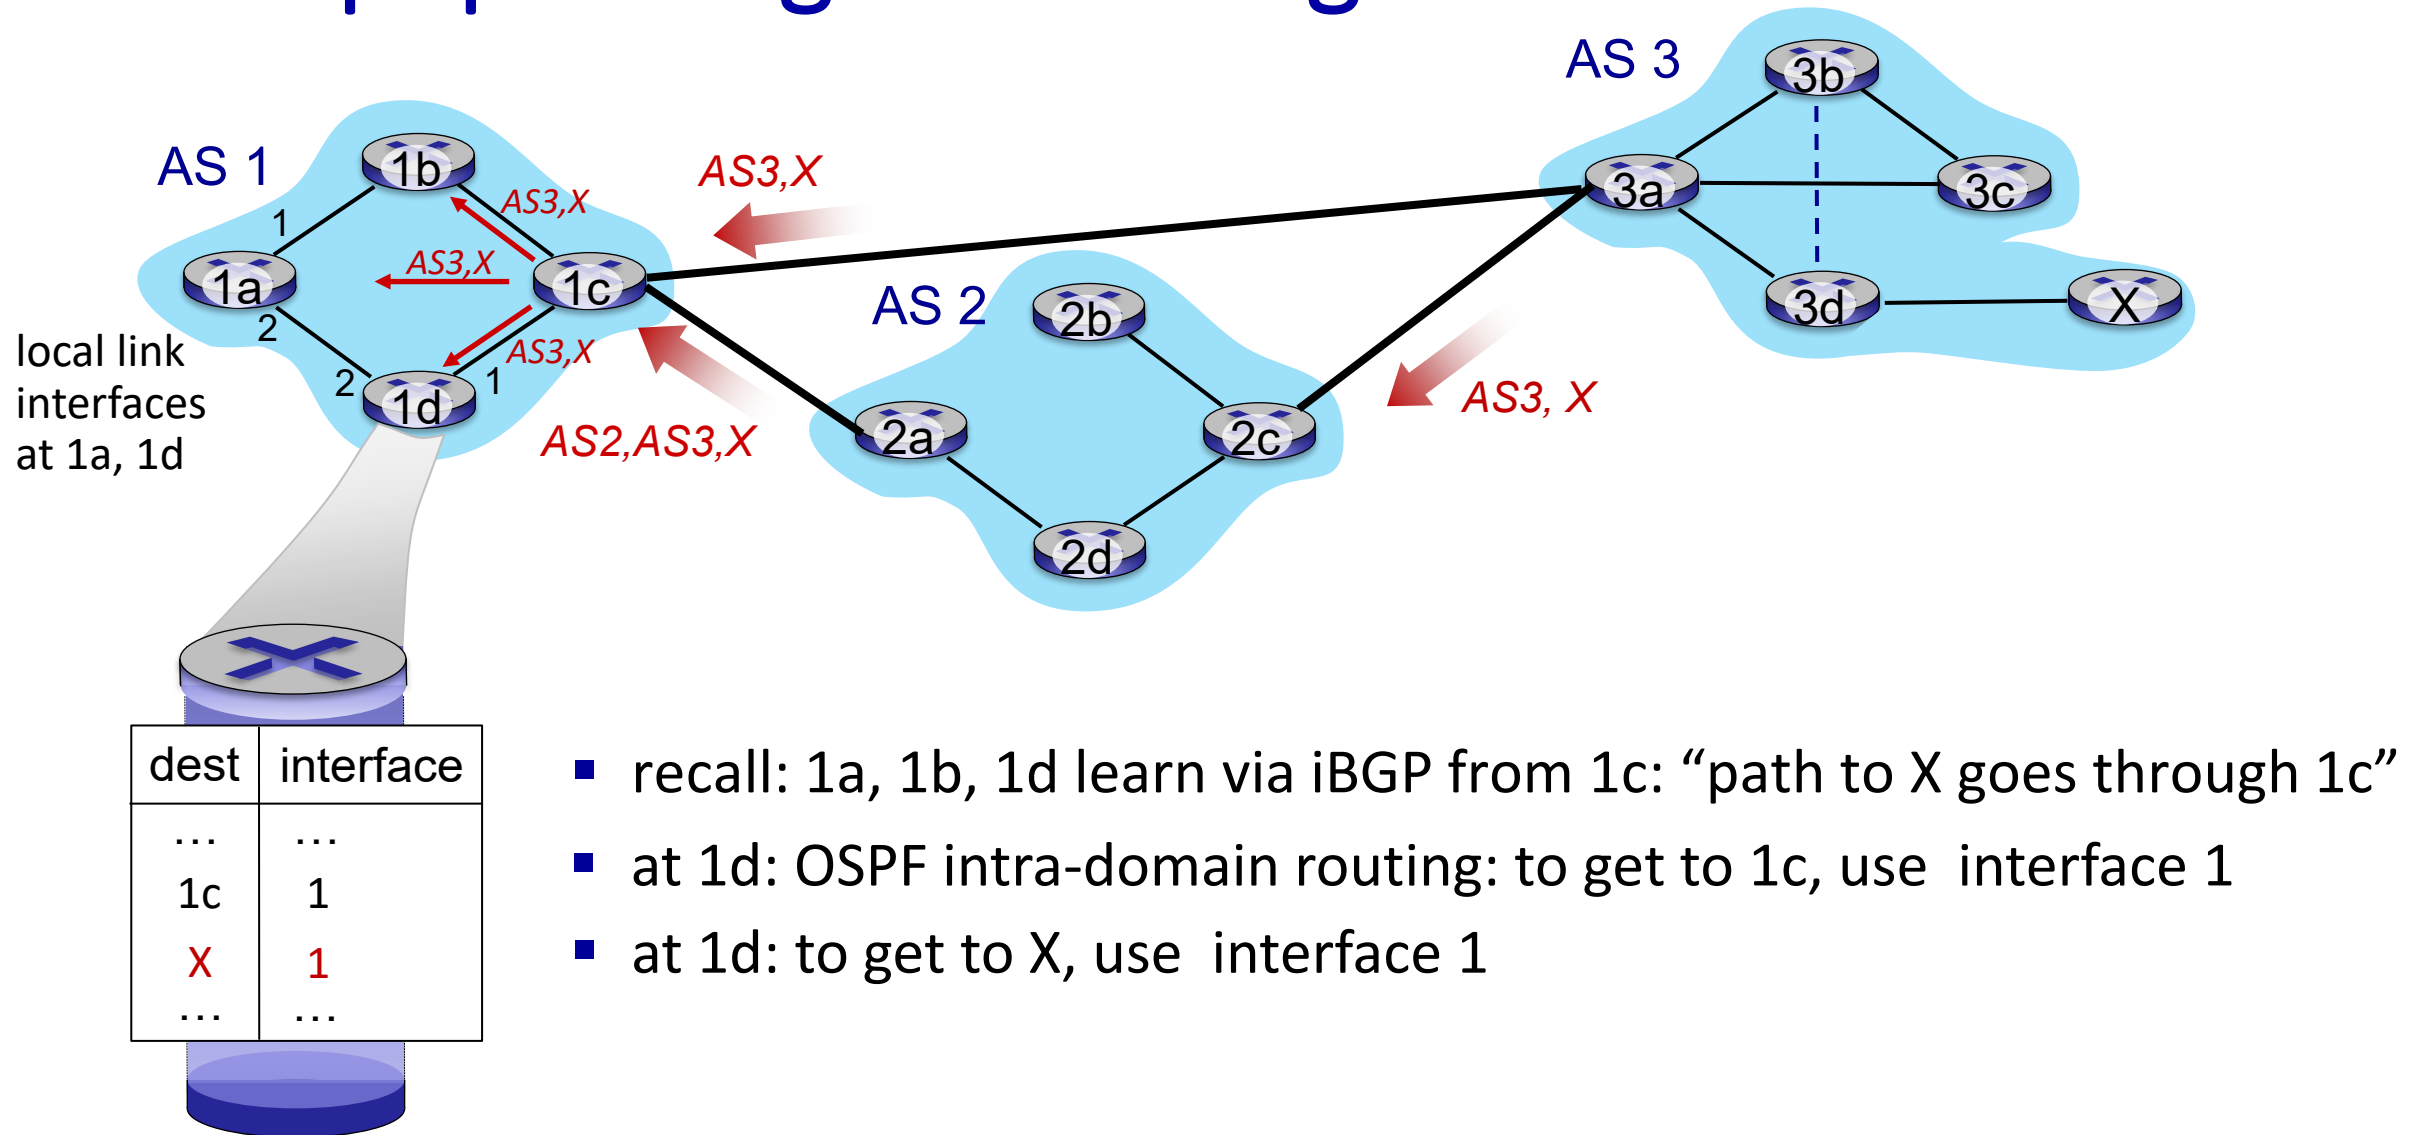 AS 3
3b
AS 1
1b
AS3,X
AS3,X
3a
3c
1
AS3,X
1a
1c
AS 2
2b
3d
X
2
local link
interfaces
at 1a, 1d
AS3,X
2
1
1d
AS3, X
AS2,AS3,X
2a
2c
2d
dest interface
... ...
1c 1
X 1
... ...
▪ recall: 1a, 1b, 1d learn via iBGP from 1c: “path to X goes through 1c”
▪ at 1d: OSPF intra-domain routing: to get to 1c, use interface 1
▪ at 1d: to get to X, use interface 1